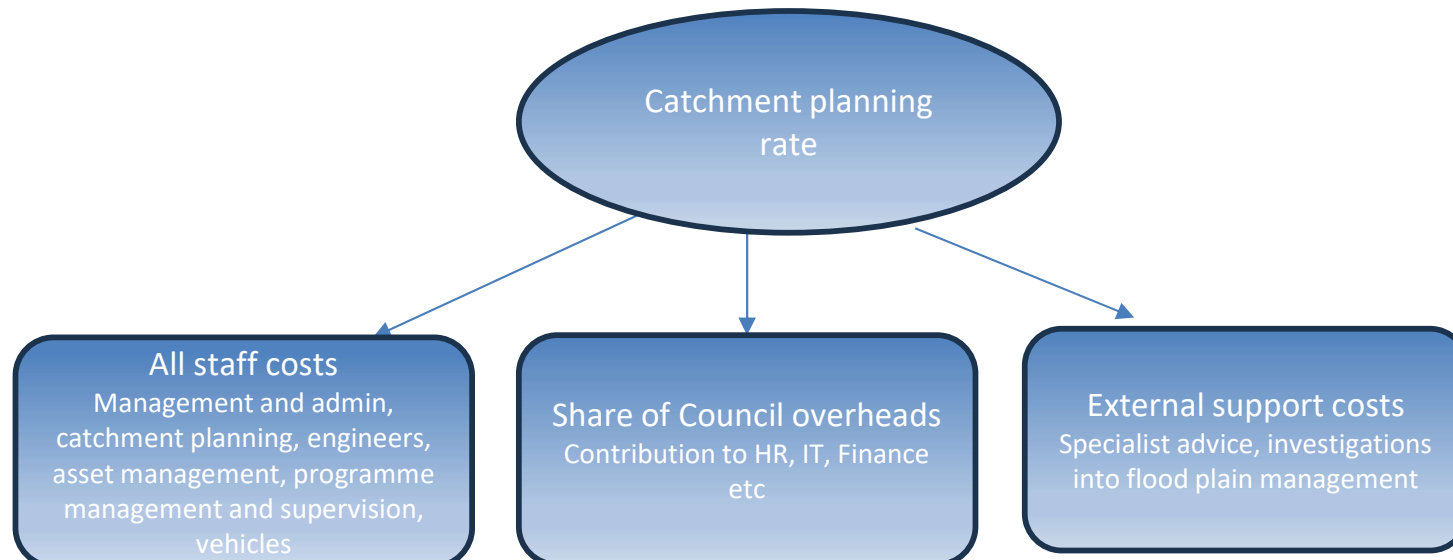 Catchment planning
rate
All staff costs
Management and admin,
catchment planning, engineers,
asset management, programme
management and supervision,
vehicles
Share of Council overheads
Contribution to HR, IT, Finance
etc
External support costs
Specialist advice, investigations
into flood plain management